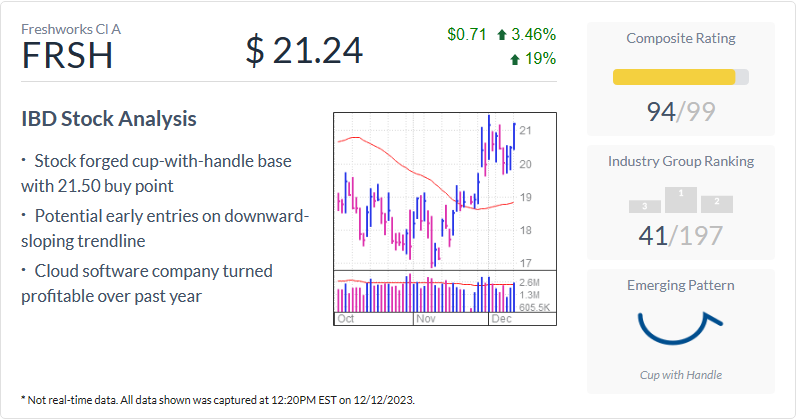 Freshworks Cl A
FRSH
$ 21.24
$0.71 3.46%
19%
IBD Stock Analysis
· Stock forged cup-with-handle base
with 21.50 buy point
· Potential early entries on downward-
sloping trendline
· Cloud software company turned
profitable over past year
21
20
19
18
17
2.6M
1.3M
605.5K
Oct
Nov
Dec
Composite Rating
94/99
Industry Group Ranking
3
1
2
41/197
Emerging Pattern
Cup with Handle
* Not real-time data. All data shown was captured at 12:20PM EST on 12/12/2023.